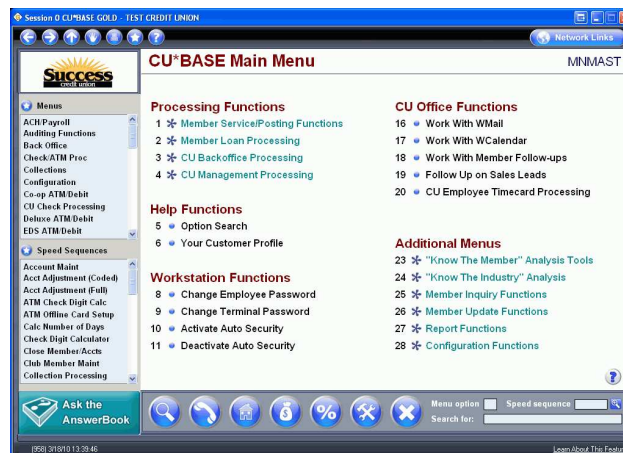 Session 0 CU*BASE GOLD - TEST CREDIT UNION
Network Links
Success
credit union
CU*BASE Main Menu
MNMAST
Menus
ACH/Payroll
Auditing Functions
Back Office
Check/ATM Proc
Collections
Configuration
Co-op ATM/Debit
CU Check Processing
Deluxe ATM/Debit
EDS ATM/Debit
Speed Sequences
Account Maint
Acct Adjustment (Coded)
Acct Adjustment (Full)
ATM Check Digit Calc
ATM Offline Card Setup
Calc Number of Days
Check Digit Calculator
Close Member/Accts
Club Member Maint
Collection Processing
Ask the
AnswerBook
Processing Functions
1 Member Service/Posting Functions
2 Member Loan Processing
3 CU Backoffice Processing
4 CU Management Processing
Help Functions
5 Option Search
6 Your Customer Profile
Workstation Functions
8 Change Employee Password
9 Change Terminal Password
10 Activate Auto Security
11 Deactivate Auto Security
CU Office Functions
16 Work With WMail
17 Work With WCalendar
18 Work With Member Follow-ups
19 Follow Up on Sales Leads
20 CU Employee Timecard Processing
Additional Menus
23 "Know The Member" Analysis Tools
24 "Know The Industry" Analysis
25 Member Inquiry Functions
26 Member Update Functions
27 Report Functions
28 Configuration Functions
Menu option Speed sequence
Search for:
(958) 3/18/10 13:39:46
Learn About This Feature